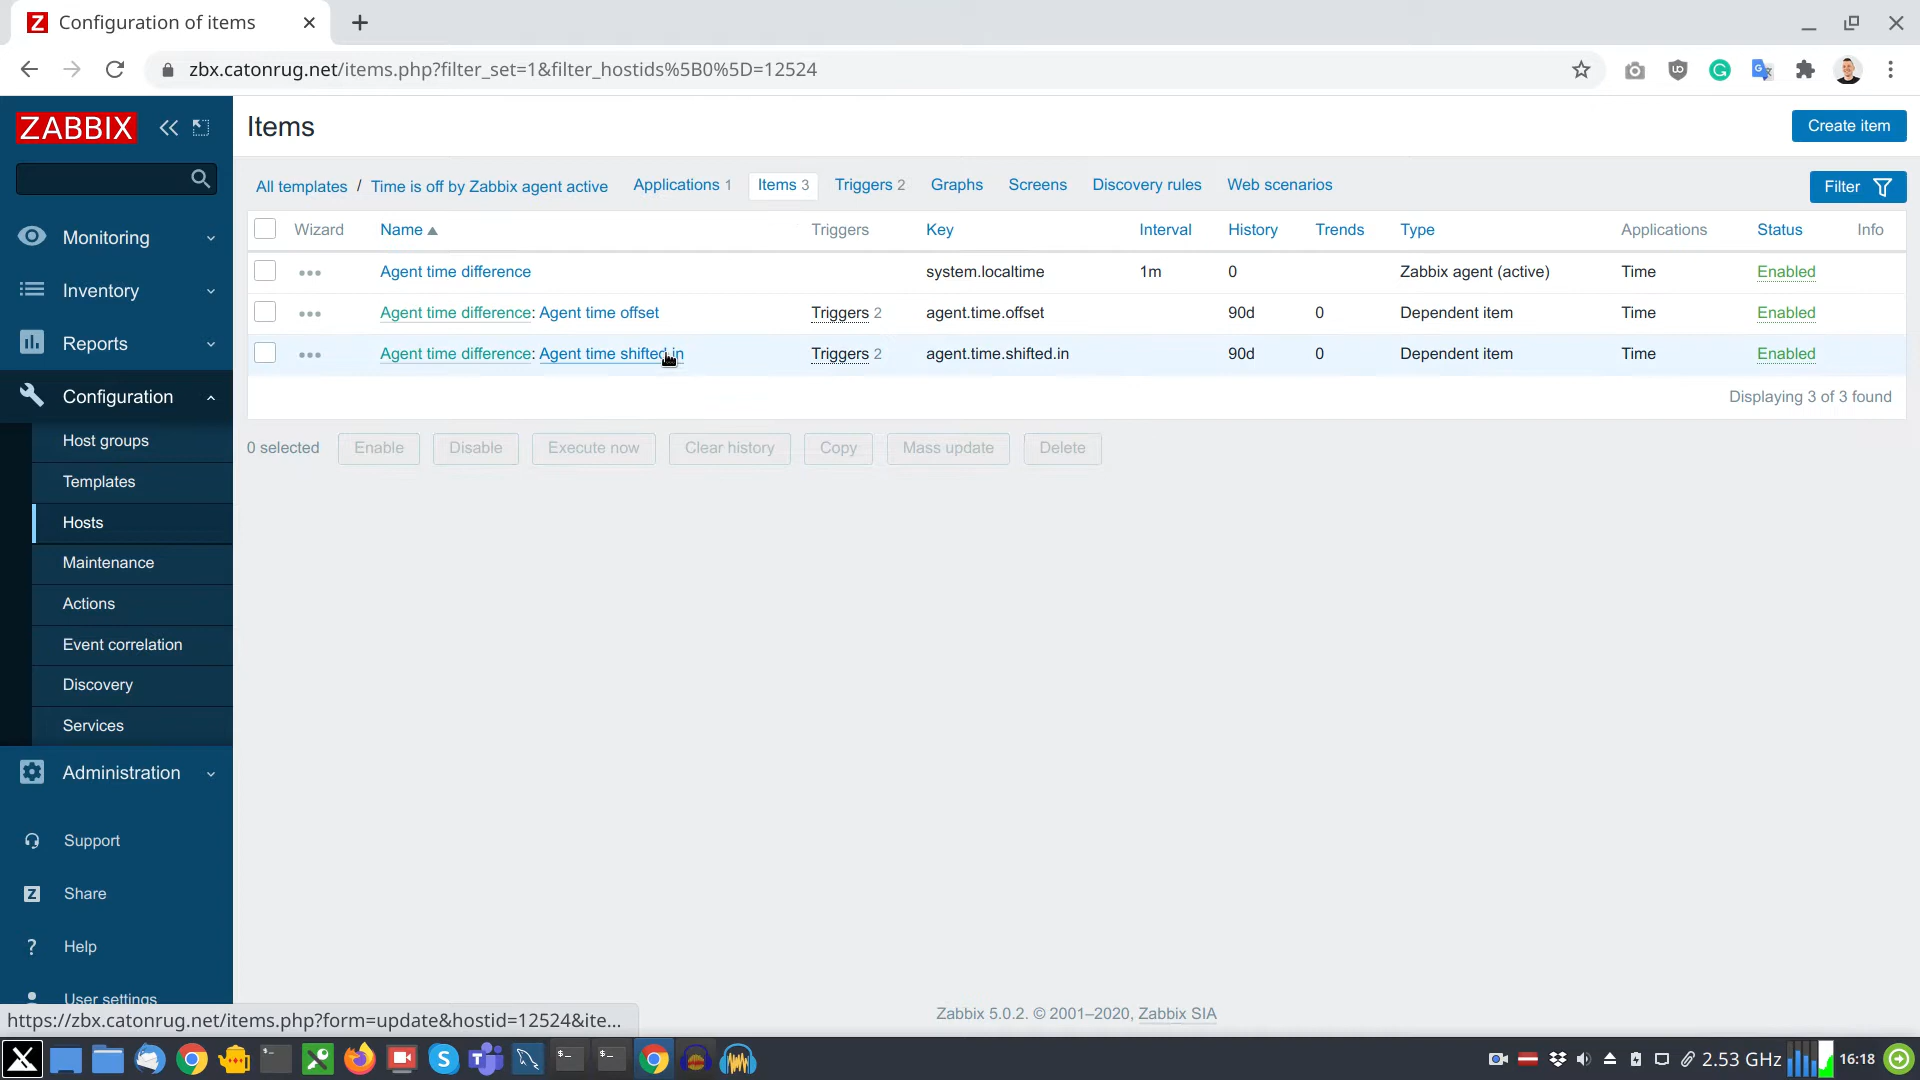 Configuration of items
zbx.catonrug.net/items.php?filter_set=1&filter_hostids%5B0%5D=12524
ZABBIX
Items
Create item
All templates / Time is off by Zabbix agent active Applications 1 Items 3 Triggers 2 Graphs Screens Discovery rules Web scenarios
Filter
Wizard Name Triggers Key Interval History Trends Type Applications Status Info
Agent time difference system.localtime 1m 0 Zabbix agent (active) Time Enabled
Agent time difference: Agent time offset Triggers 2 agent.time.offset 90d 0 Dependent item Time Enabled
Agent time difference: Agent time shifted in Triggers 2 agent.time.shifted.in 90d 0 Dependent item Time Enabled
Displaying 3 of 3 found
0 selected Enable Disable Execute now Clear history Copy Mass update Delete
Monitoring
Inventory
Reports
Configuration
Host groups
Templates
Hosts
Maintenance
Actions
Event correlation
Discovery
Services
Administration
Support
Share
Help
User settings
https://zbx.catonrug.net/items.php?form=update&hostid=12524&ite...
Zabbix 5.0.2. © 2001–2020, Zabbix SIA
2.53 GHz 16:18